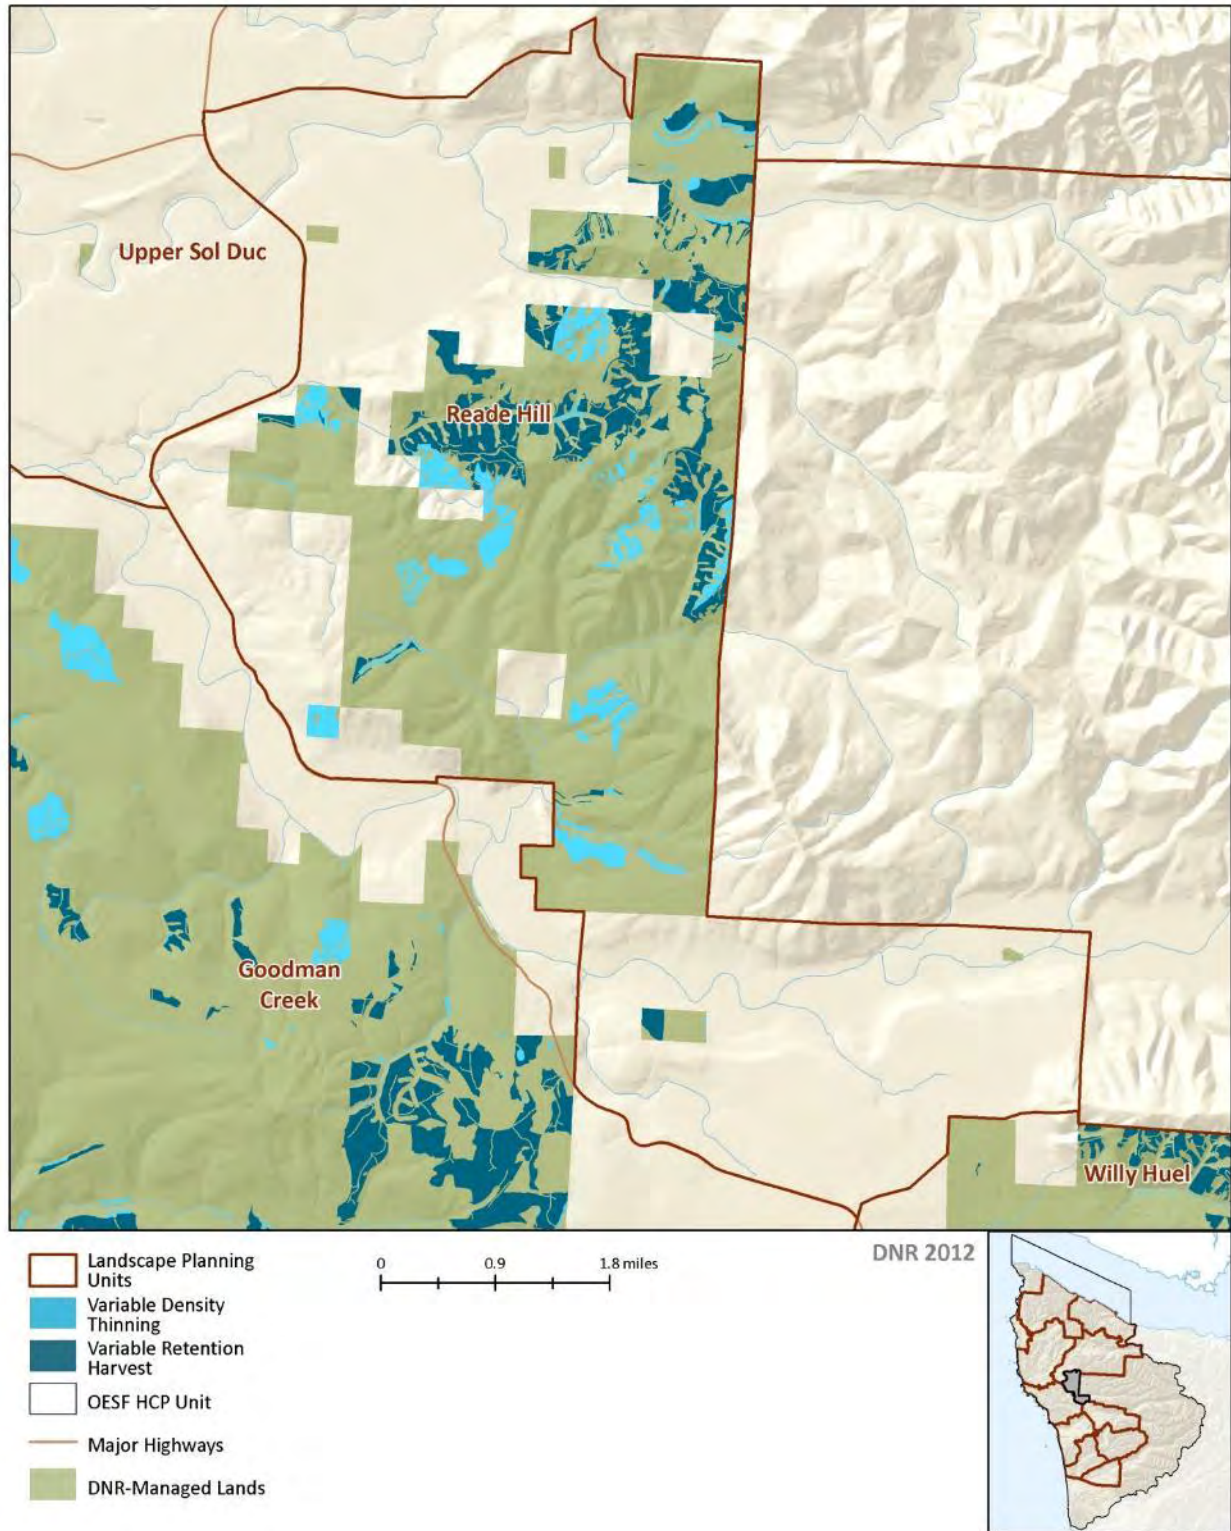 Upper Sol Duc
Reade Hill
Goodman
Creek
Willy Huel
Landscape Planning
Units
Variable Density
Thinning
Variable Retention
Harvest
OESF HCP Unit
Major Highways
DNR-Managed Lands
0 0.9 1.8 miles
DNR 2012